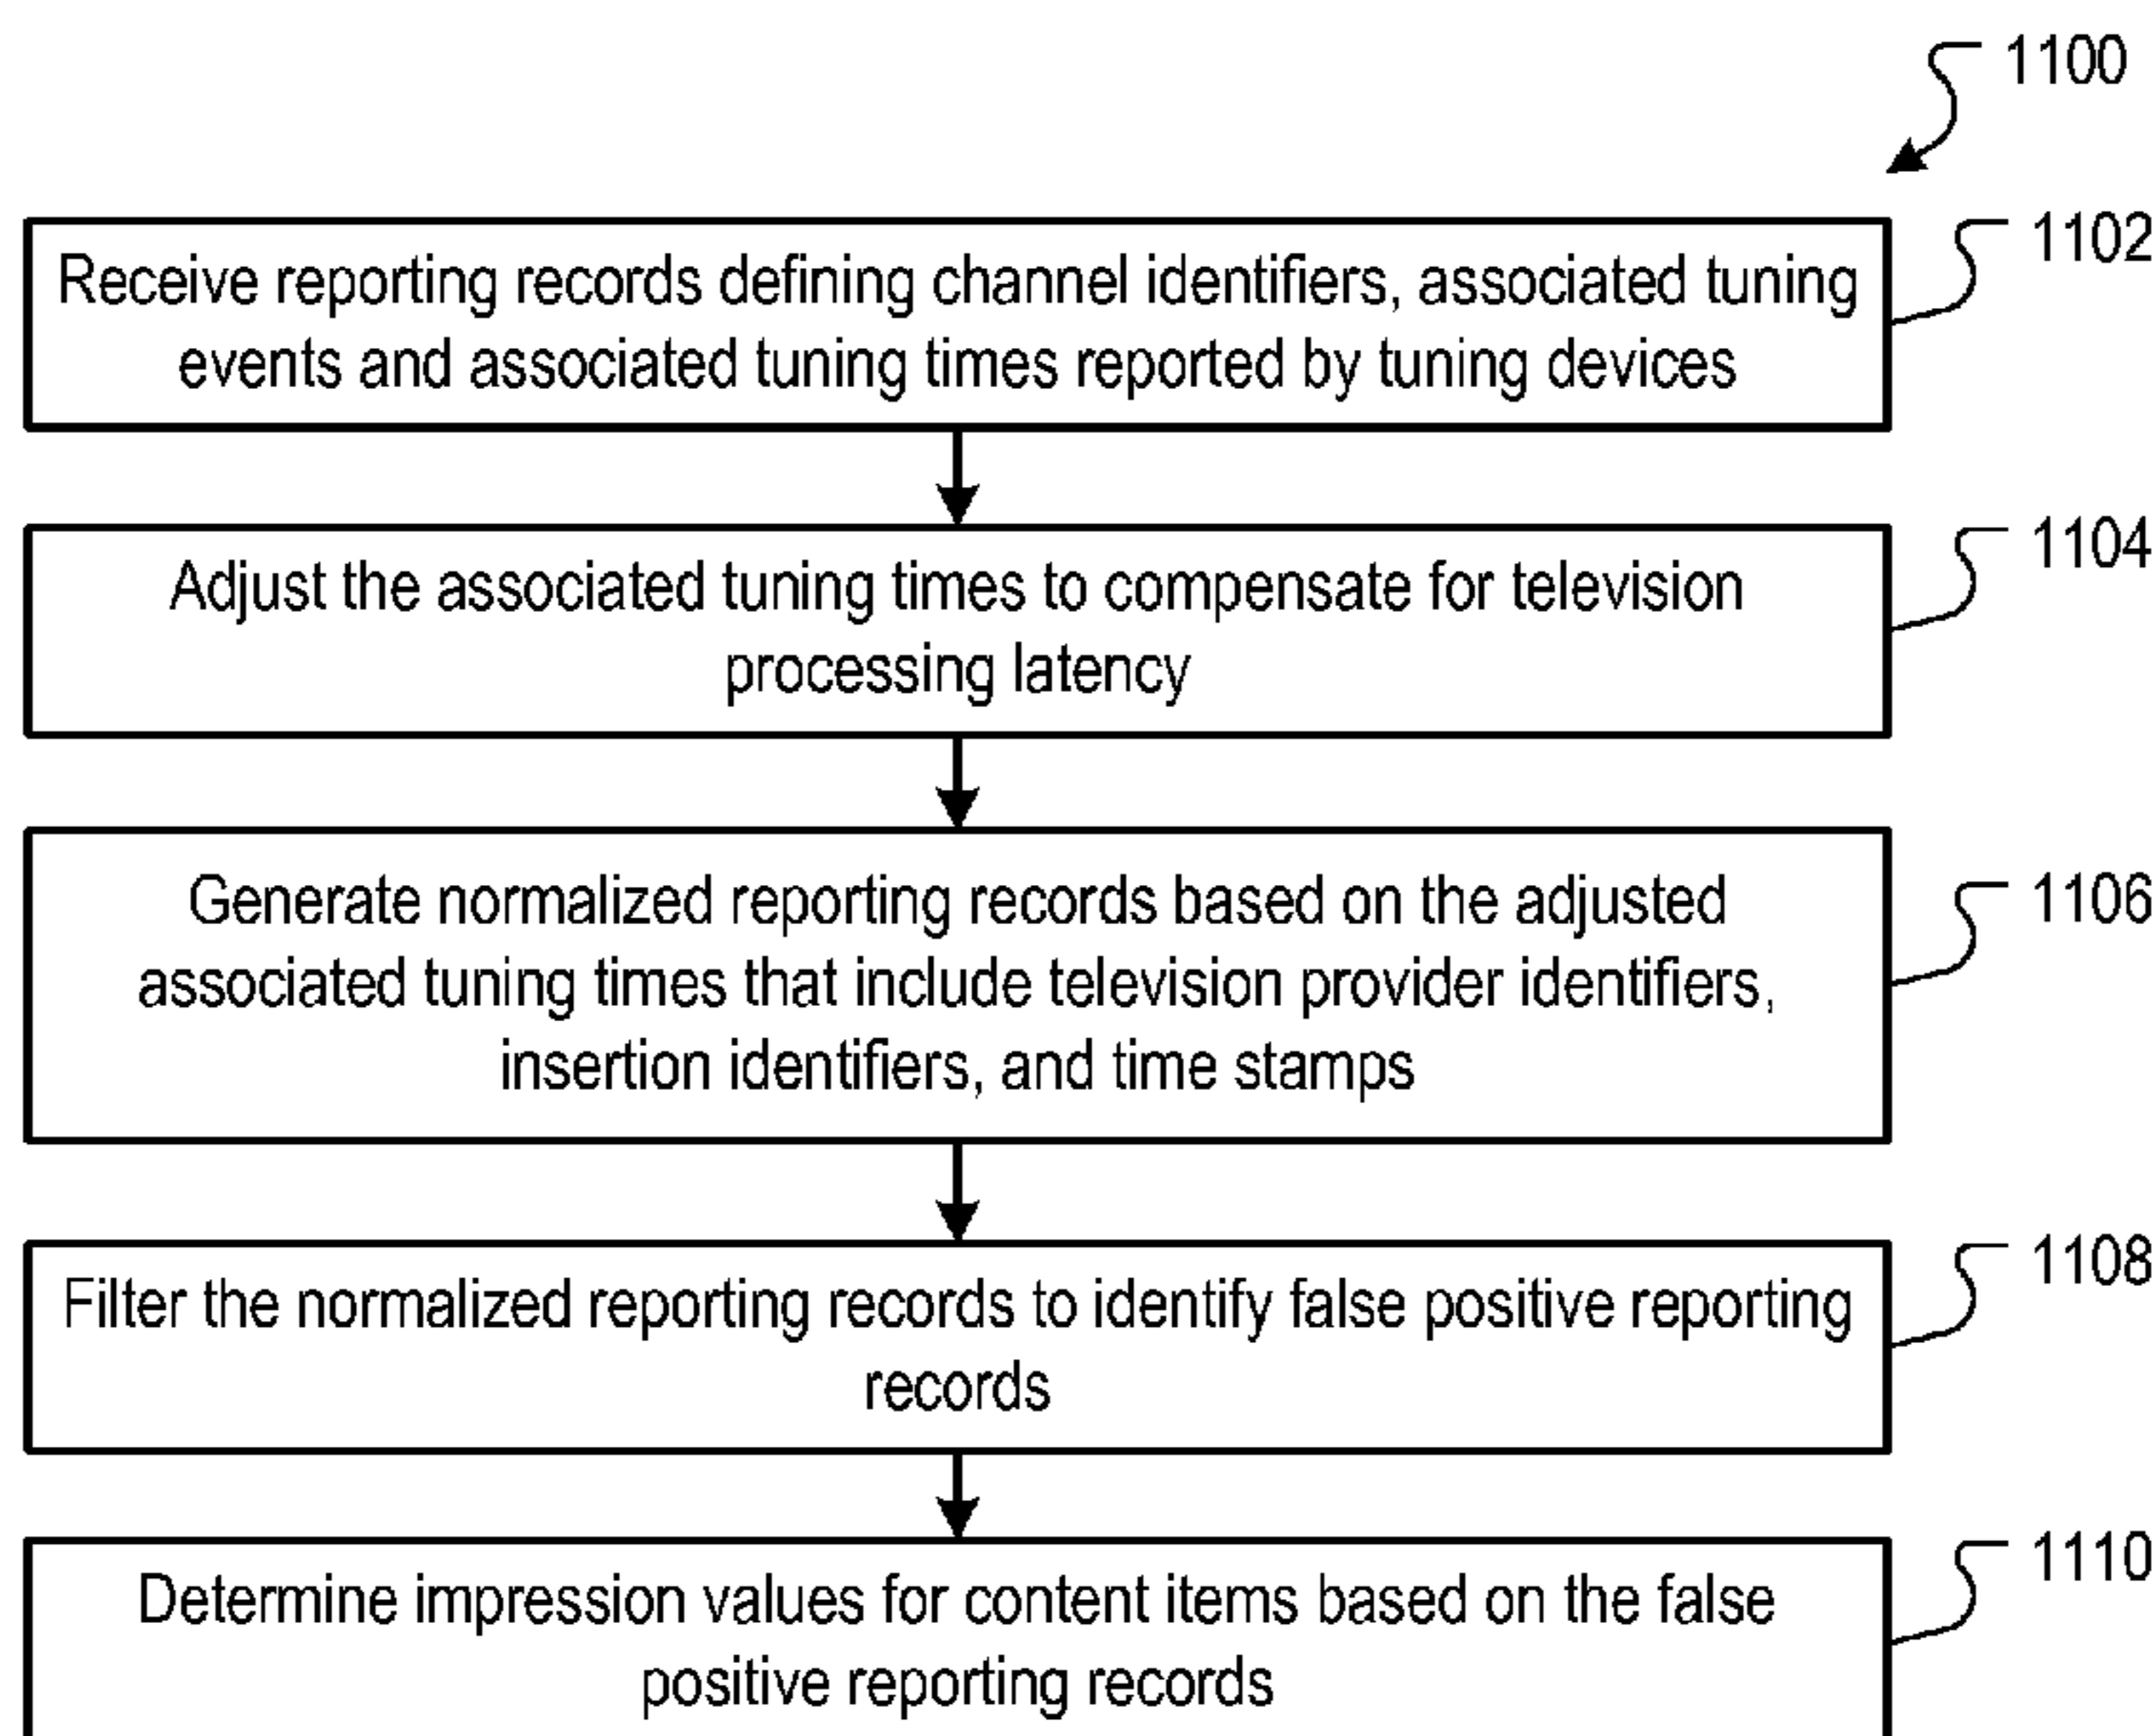 1100
1102
Receive reporting records defining channel identifiers, associated tuning
events and associated tuning times reported by tuning devices
1104
Adjust the associated tuning times to compensate for television
processing latency
1106
Generate normalized reporting records based on the adjusted
associated tuning times that include television provider identifiers,
insertion identifiers, and time stamps
1108
Filter the normalized reporting records to identify false positive reporting
records
1110
Determine impression values for content items based on the false
positive reporting records